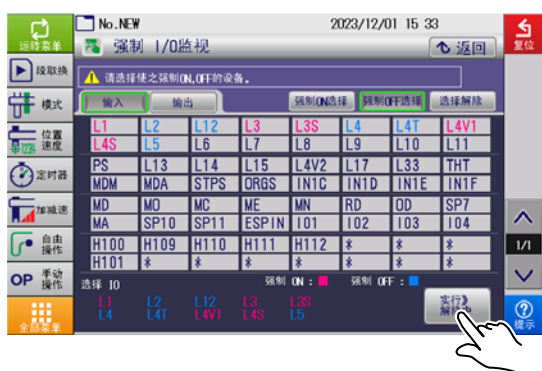 No.NEW 2023/12/01 15 33
运转菜单
强制 I/O监视
返回
复位
段取换
请选择使之强制ON,OFF的设备。
模式
输入 输出 强制ON选择 强制OFF选择 选择解除
位置
速度
L1 L2 L12 L3 L3S L4 L4T L4V1
L4S L5 L6 L7 L8 L9 L10 L11
定时器
PS L13 L14 L15 L4V2 L17 L33 THT
MDM MDA STPS ORGS IN1C IN1D IN1E IN1F
加减速
MD MO MC ME MN RD OD SP7
MA SP10 SP11 ESPIN I01 I02 I03 I04
自由
操作
H100 H109 H110 H111 H112 * * *
H101 * * * * * * *
1/1
OP 手动
操作
选择 IO 强制 ON : 强制 OFF :
L1 L2 L12 L3 L3S
L4 L4T L4V1 L4S L5
实行
全部菜单
提示